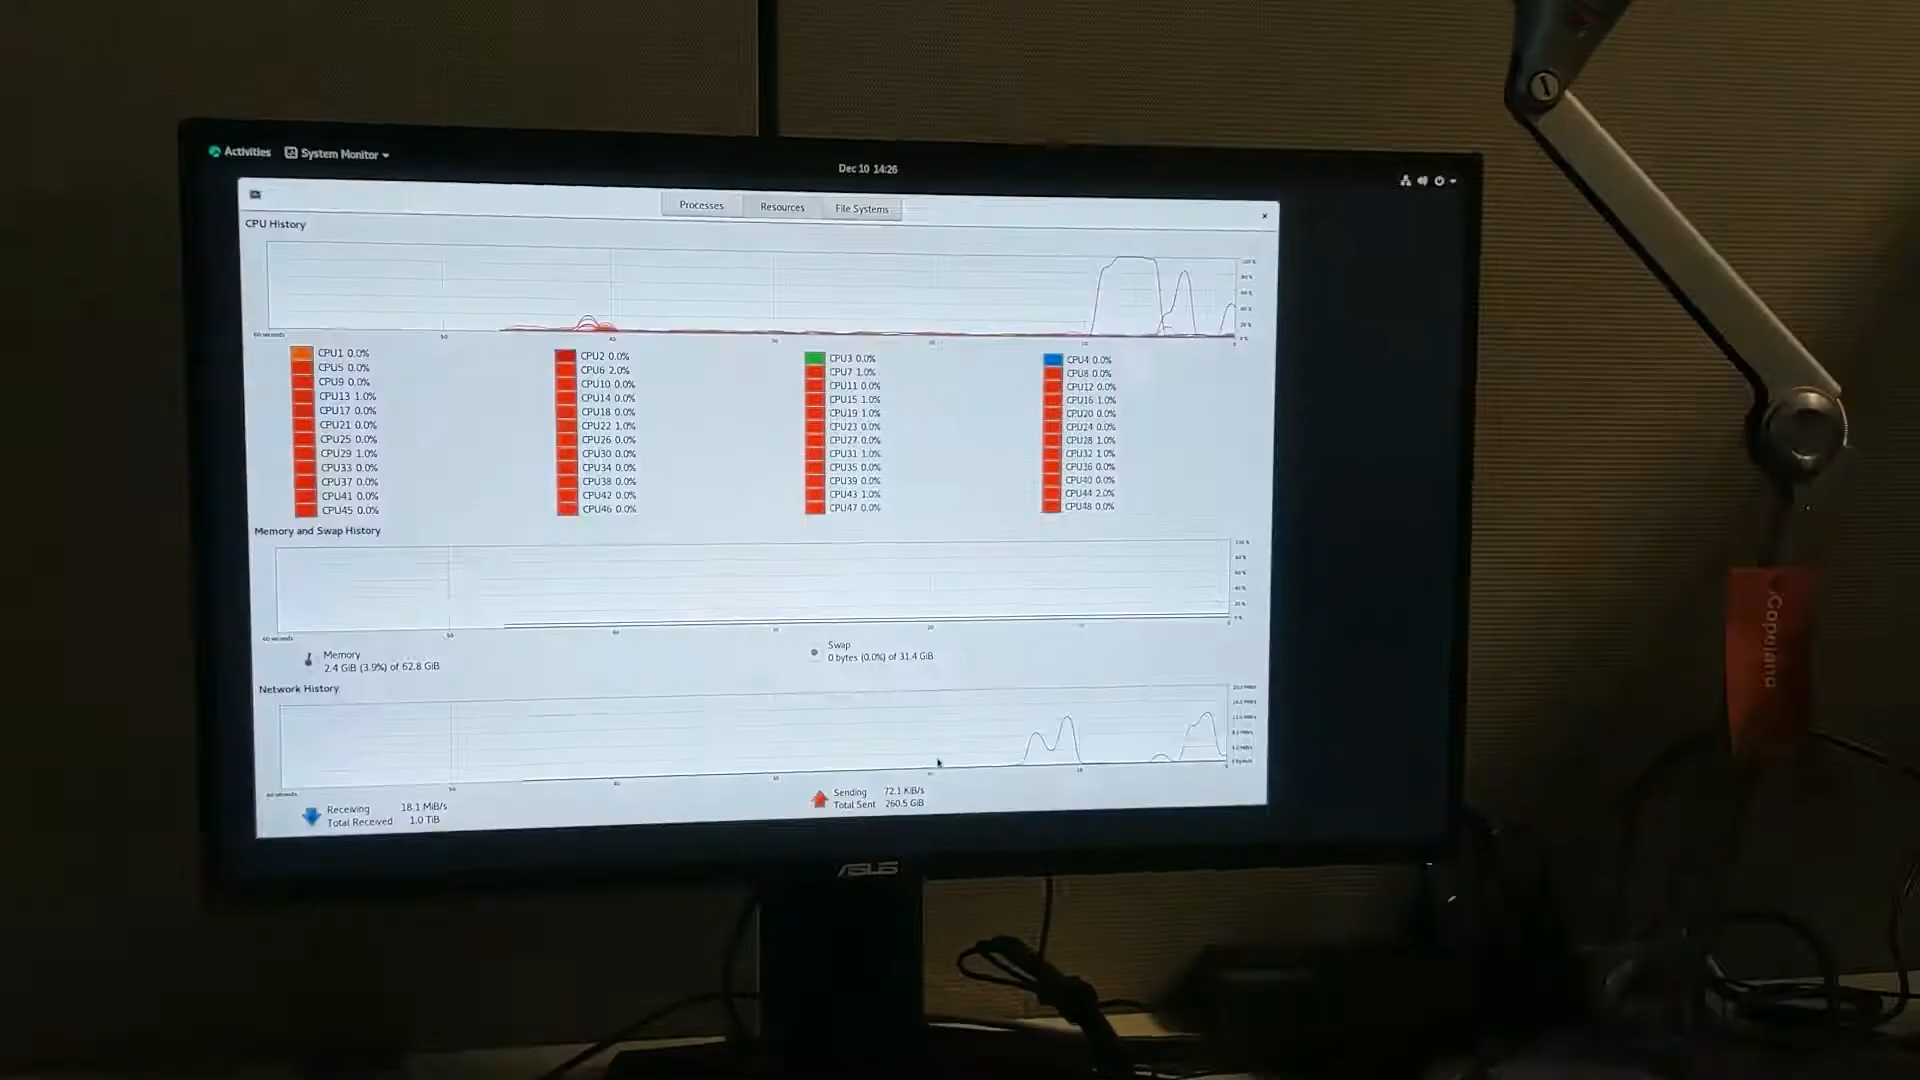 Activities System Monitor
Dec 10 14:26
Processes Resources File Systems
CPU History
CPU1 0.0% CPU2 0.0% CPU3 0.0% CPU4 0.0%
CPU5 0.0% CPU6 2.0% CPU7 1.0% CPU8 0.0%
CPU9 0.0% CPU10 0.0% CPU11 0.0% CPU12 0.0%
CPU13 1.0% CPU14 0.0% CPU15 1.0% CPU16 1.0%
CPU17 0.0% CPU18 0.0% CPU19 1.0% CPU20 0.0%
CPU21 0.0% CPU22 1.0% CPU23 0.0% CPU24 0.0%
CPU25 0.0% CPU26 0.0% CPU27 0.0% CPU28 1.0%
CPU29 1.0% CPU30 0.0% CPU31 1.0% CPU32 1.0%
CPU33 0.0% CPU34 0.0% CPU35 0.0% CPU36 0.0%
CPU37 0.0% CPU38 0.0% CPU39 0.0% CPU40 0.0%
CPU41 0.0% CPU42 0.0% CPU43 1.0% CPU44 2.0%
CPU45 0.0% CPU46 0.0% CPU47 0.0% CPU48 0.0%
Memory and Swap History
60 seconds
Memory
2.4 GiB (3.9%) of 62.8 GiB
Swap
0 bytes (0.0%) of 31.4 GiB
Network History
60 seconds
Receiving 18.1 MiB/s
Total Received 1.0 TiB
Sending 72.1 KiB/s
Total Sent 260.5 GiB
ASUS
Copeland